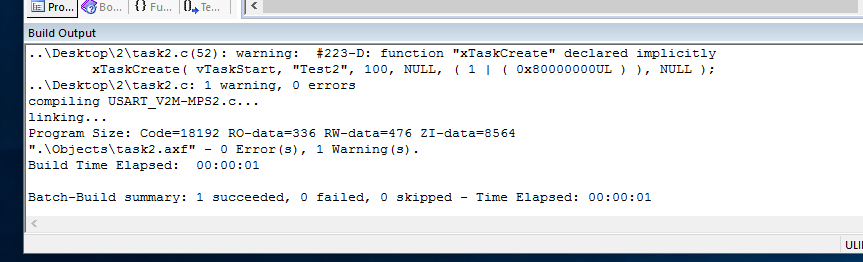 Pro... Bo... {} Fu... 0 Te... <
Build Output
..\Desktop\2\task2.c(52): warning:  #223-D: function "xTaskCreate" declared implicitly
        xTaskCreate( vTaskStart, "Test2", 100, NULL, ( 1 | ( 0x80000000UL ) ), NULL );
..\Desktop\2\task2.c: 1 warning, 0 errors
compiling USART_V2M-MPS2.c...
linking...
Program Size: Code=18192 RO-data=336 RW-data=476 ZI-data=8564
".\Objects\task2.axf" - 0 Error(s), 1 Warning(s).
Build Time Elapsed:  00:00:01
Batch-Build summary: 1 succeeded, 0 failed, 0 skipped - Time Elapsed: 00:00:01
<
ULI